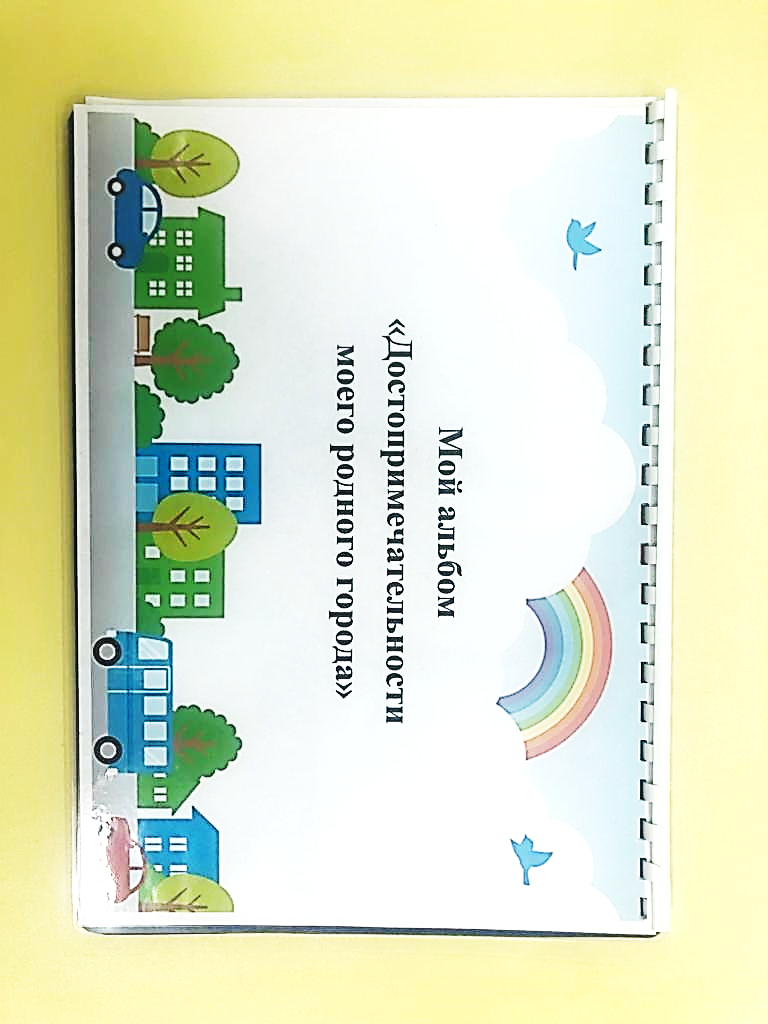 Мой альбом
«Достопримечательности
моего родного города»